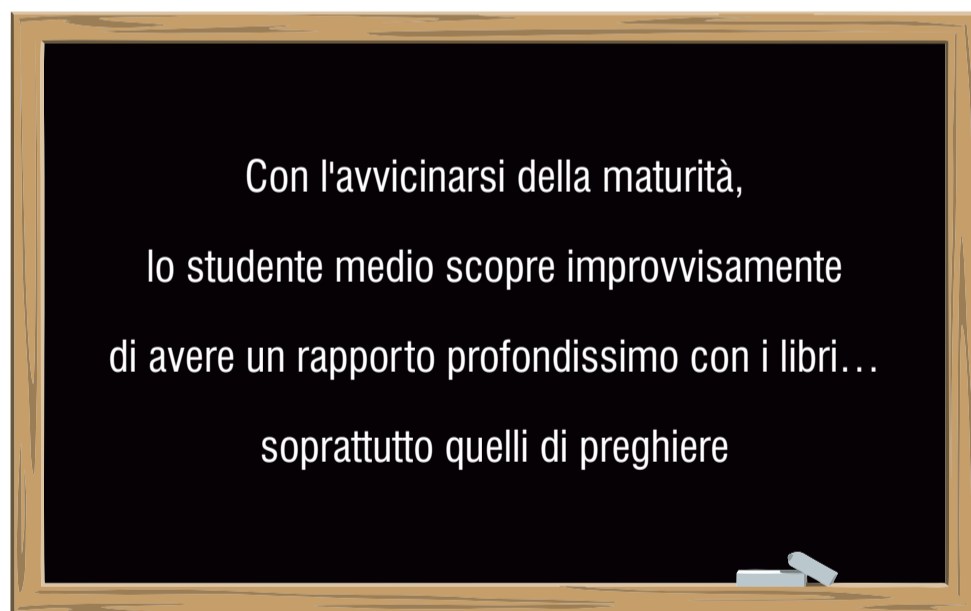 Con l'avvicinarsi della maturità,
lo studente medio scopre improvvisamente
di avere un rapporto profondissimo con i libri…
soprattutto quelli di preghiere